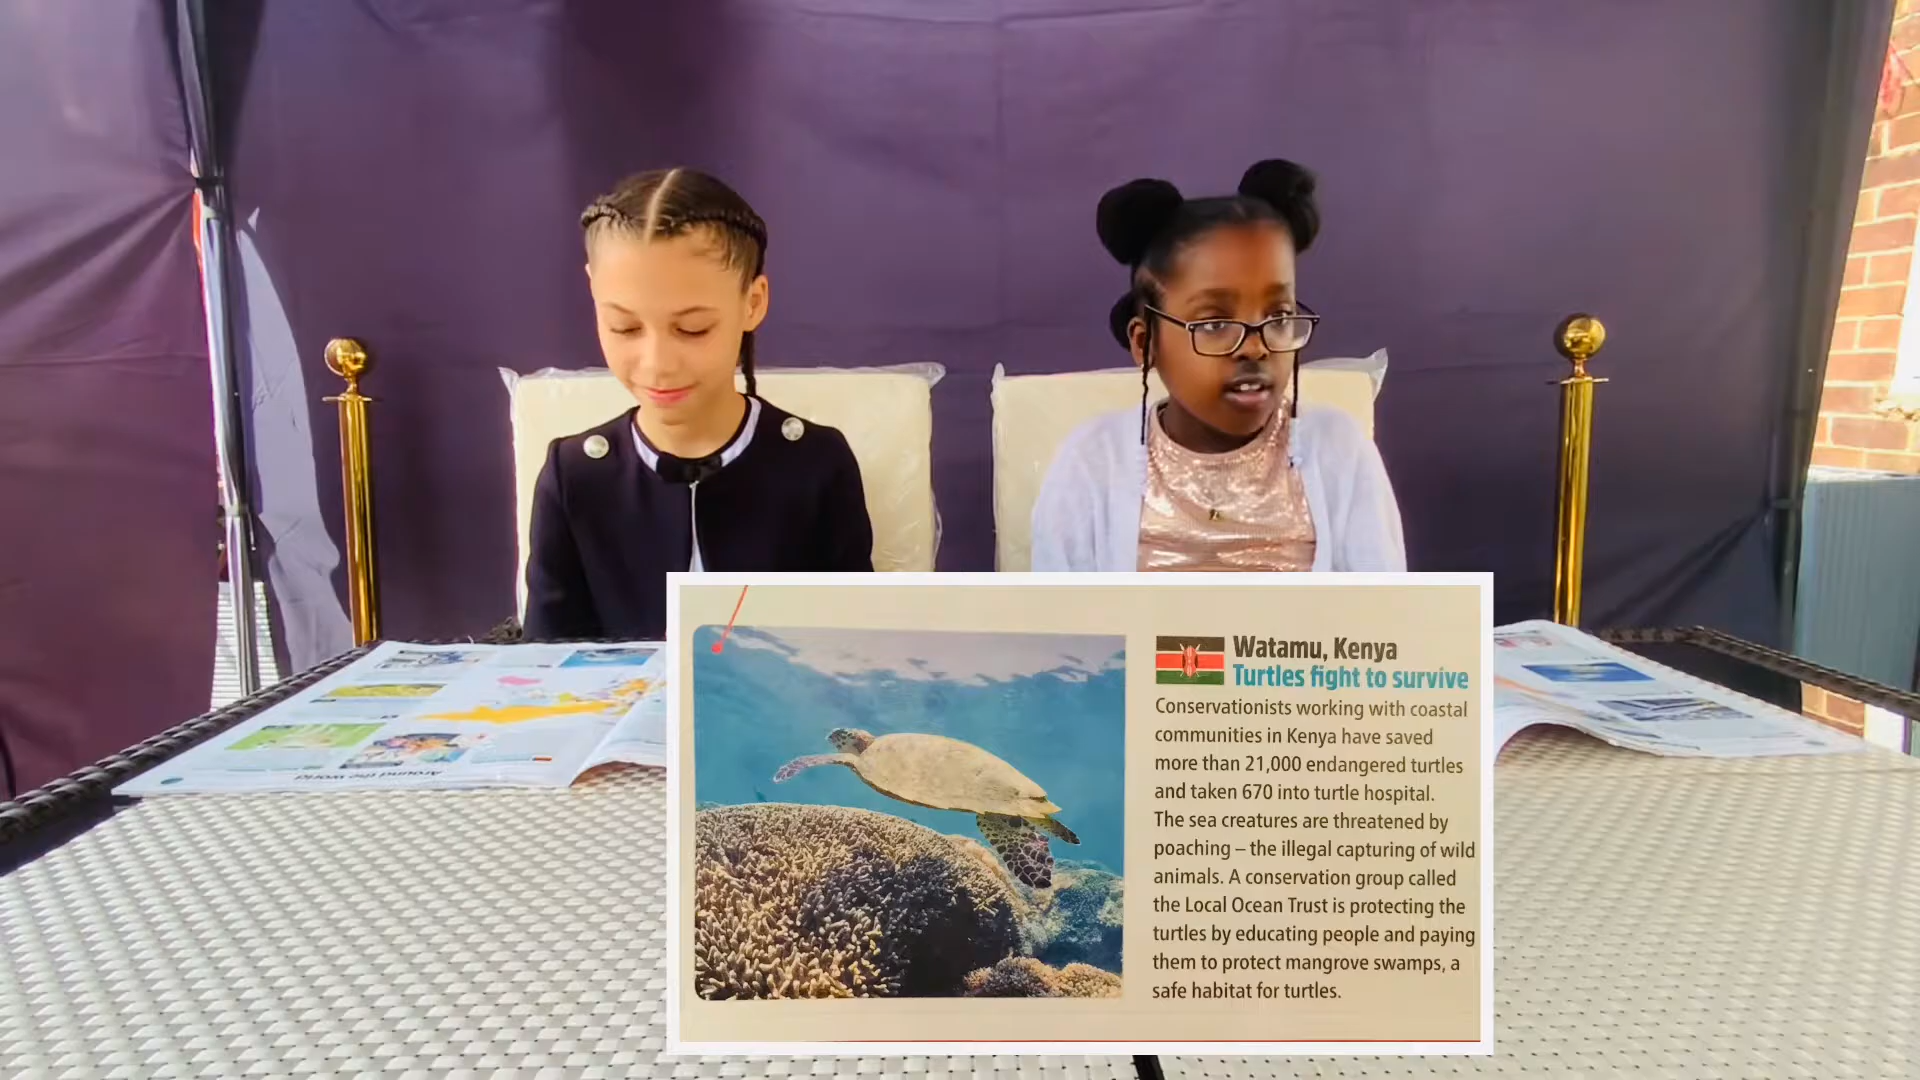 Watamu, Kenya
Turtles fight to survive
Conservationists working with coastal
communities in Kenya have saved
more than 21,000 endangered turtles
and taken 670 into turtle hospital.
The sea creatures are threatened by
poaching – the illegal capturing of wild
animals. A conservation group called
the Local Ocean Trust is protecting the
turtles by educating people and paying
them to protect mangrove swamps, a
safe habitat for turtles.
Around the world